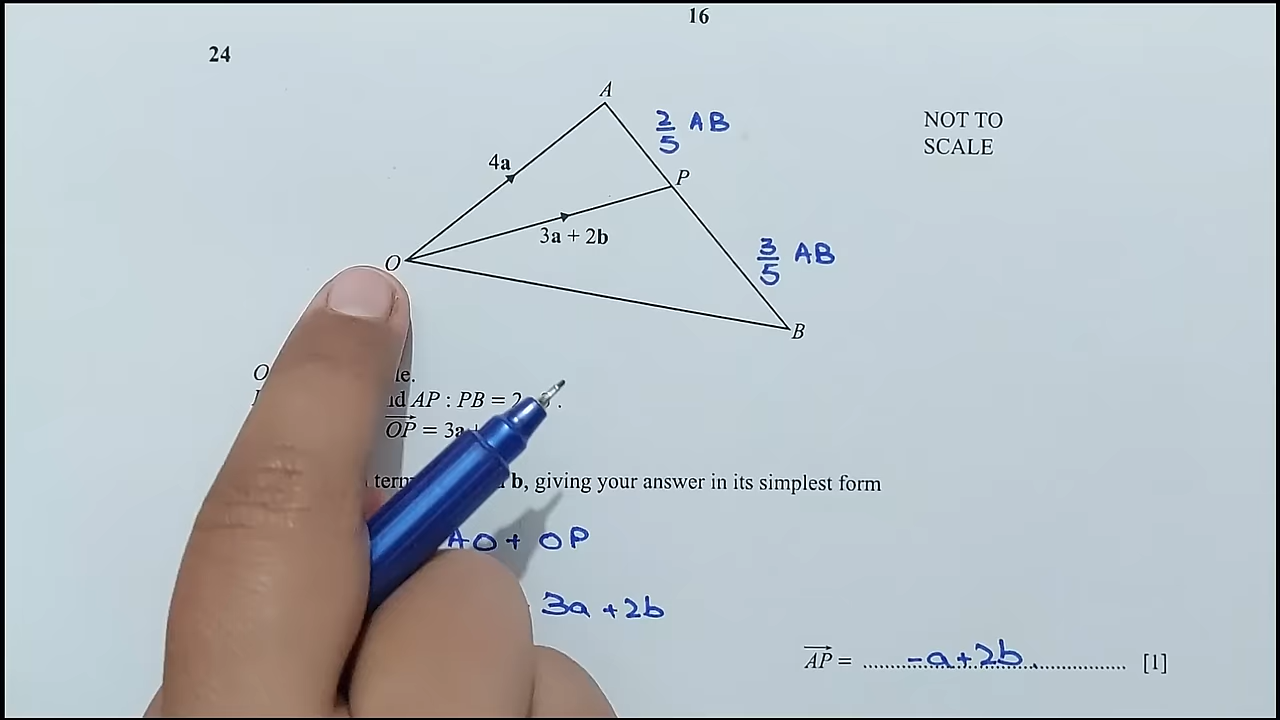 16
24
A
2/5 AB
NOT TO
SCALE
4a
P
3a + 2b
3/5 AB
O
B
AP : PB = 2
OP = 3a +
b, giving your answer in its simplest form
AO + OP
3a + 2b
AP = -a+2b [1]